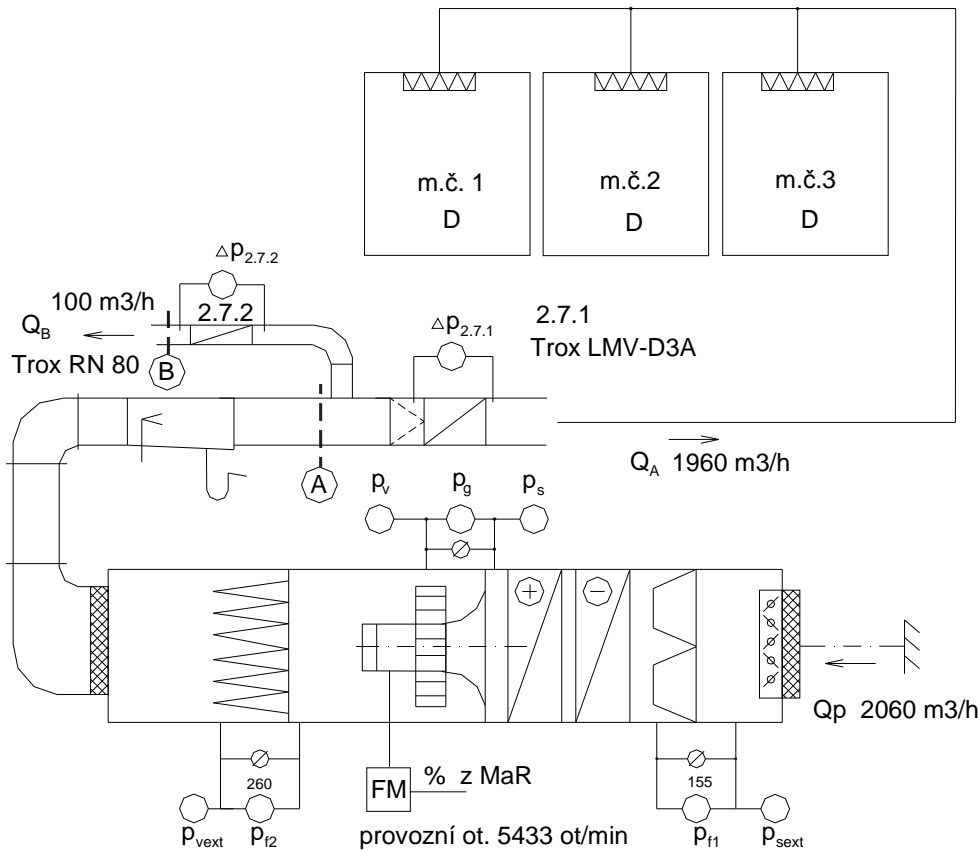 m.č. 1
D
m.č.2
D
m.č.3
D
△p2.7.2
100 m3/h
2.7.2
QB
Trox RN 80
B
△p2.7.1
2.7.1
Trox LMV-D3A
A
QA 1960 m3/h
pv
pg
ps
+
−
Qp 2060 m3/h
260
155
FM
% z MaR
pvext
pf2
provozní ot. 5433 ot/min
pf1
psext